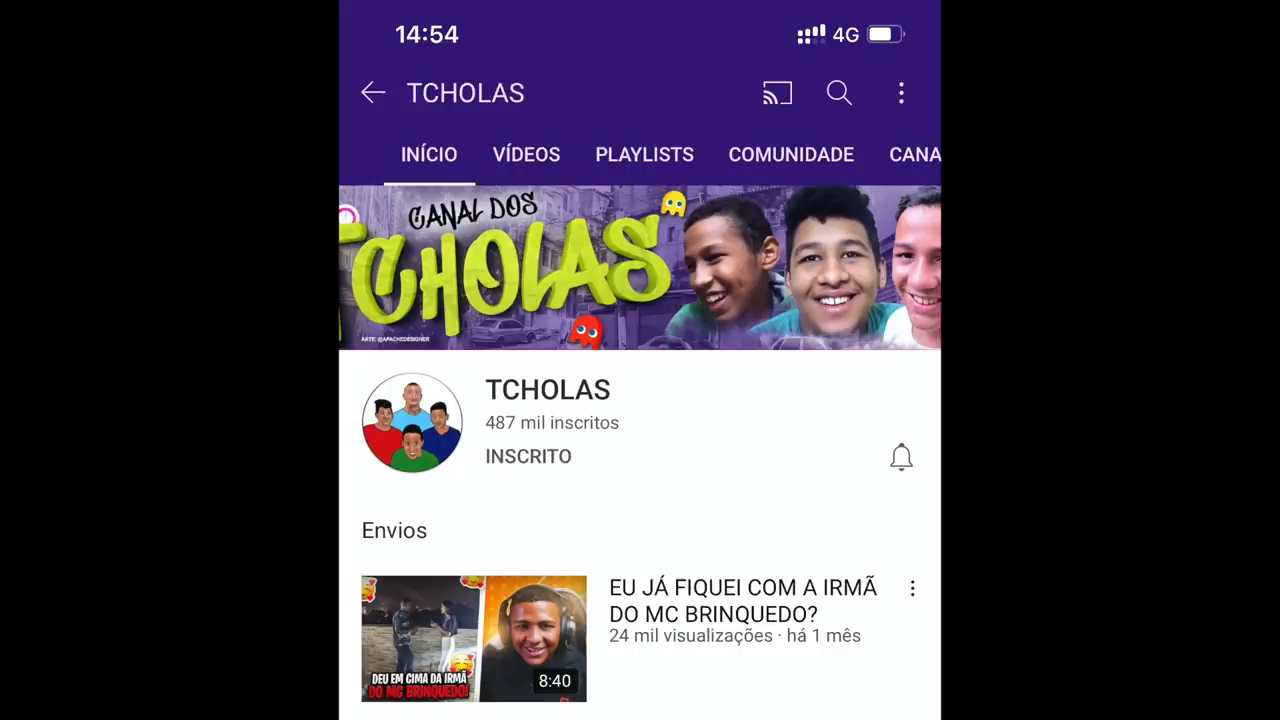 14:54
4G
TCHOLAS
INÍCIO VÍDEOS PLAYLISTS COMUNIDADE CANA
CANAL DOS
TCHOLAS
ARTE: @APACHEDESIGNER
TCHOLAS
487 mil inscritos
INSCRITO
Envios
EU JÁ FIQUEI COM A IRMÃ
DO MC BRINQUEDO?
24 mil visualizações · há 1 mês
DEU EM CIMA DA IRMÃ
DO MC BRINQUEDO!
8:40